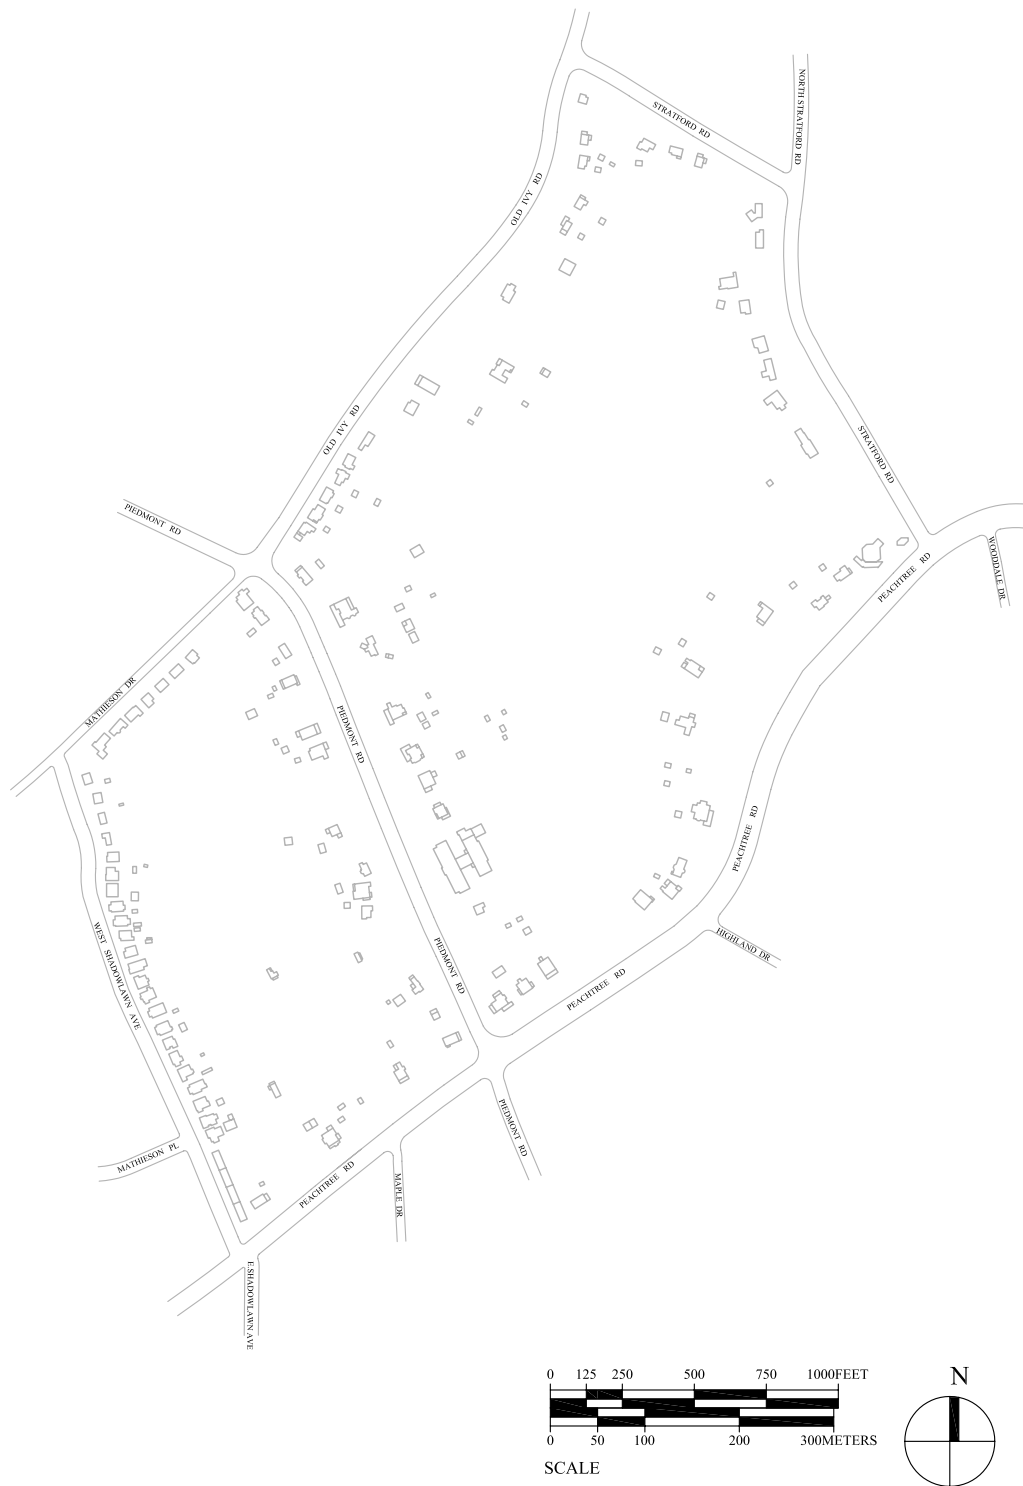 STRATFORD RD
NORTH STRATFORD RD
OLD IVY RD
OLD IVY RD
STRATFORD RD
PIEDMONT RD
WOODDALE DR
PEACHTREE RD
MATHIESON DR
PIEDMONT RD
PEACHTREE RD
WEST SHADOWLAWN AVE
PIEDMONT RD
HIGHLAND DR
PEACHTREE RD
PIEDMONT RD
MATHIESON PL
PEACHTREE RD
MAPLE DR
E.SHADOWLAWN AVE
0 125 250 500 750 1000FEET
0 50 100 200 300METERS
SCALE
N